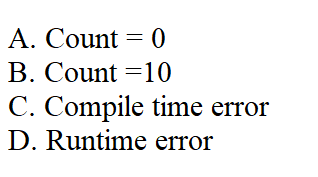 A. Count = 0
B. Count =10
C. Compile time error
D. Runtime error